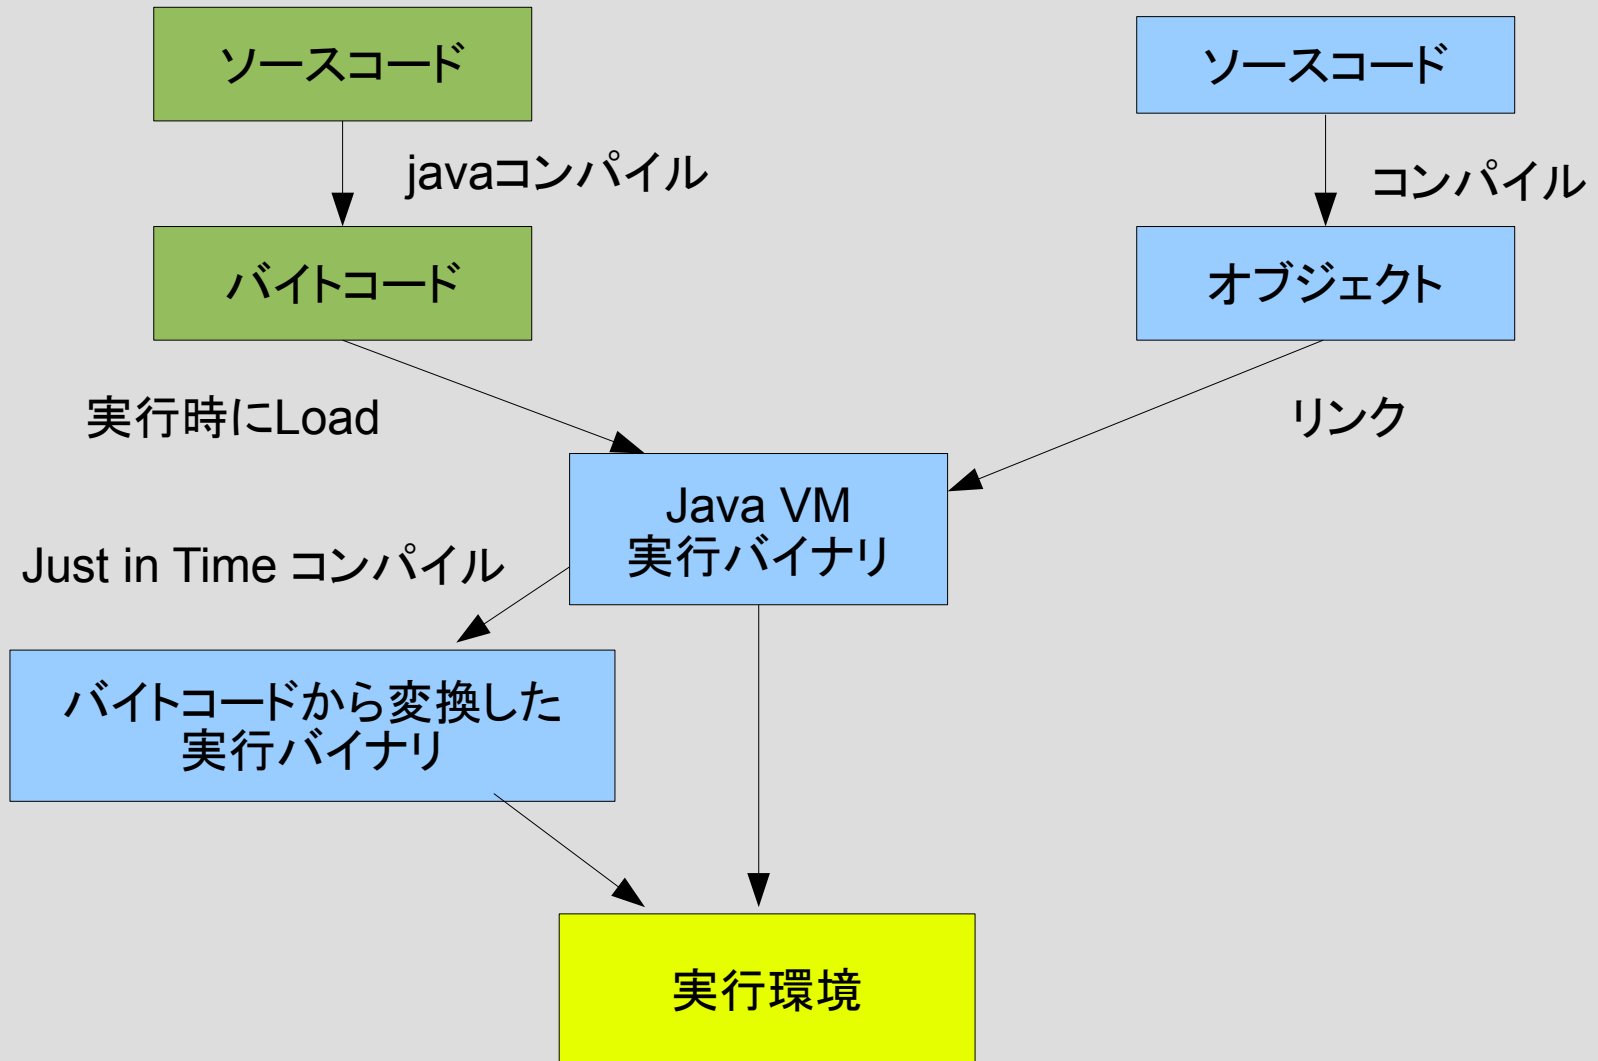 ソースコード
ソースコード
javaコンパイル
コンパイル
バイトコード
オブジェクト
実行時にLoad
リンク
Java VM
実行バイナリ
Just in Time コンパイル
バイトコードから変換した
実行バイナリ
実行環境